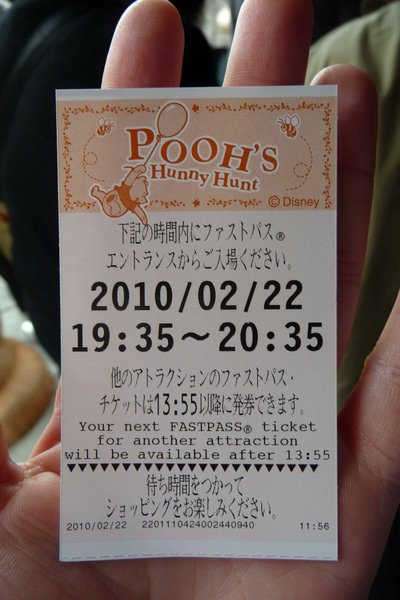 POOH'S
Hunny Hunt
© Disney
下記の時間内にファストパス®
エントランスからご入場ください。
2010/02/22
19:35～20:35
他のアトラクションのファストパス・
チケットは13:55以降に発券できます。
Your next FASTPASS® ticket
for another attraction
will be available after 13:55
待ち時間をつかって
ショッピングをお楽しみください。
2010/02/22 2201110424002440940 11:56